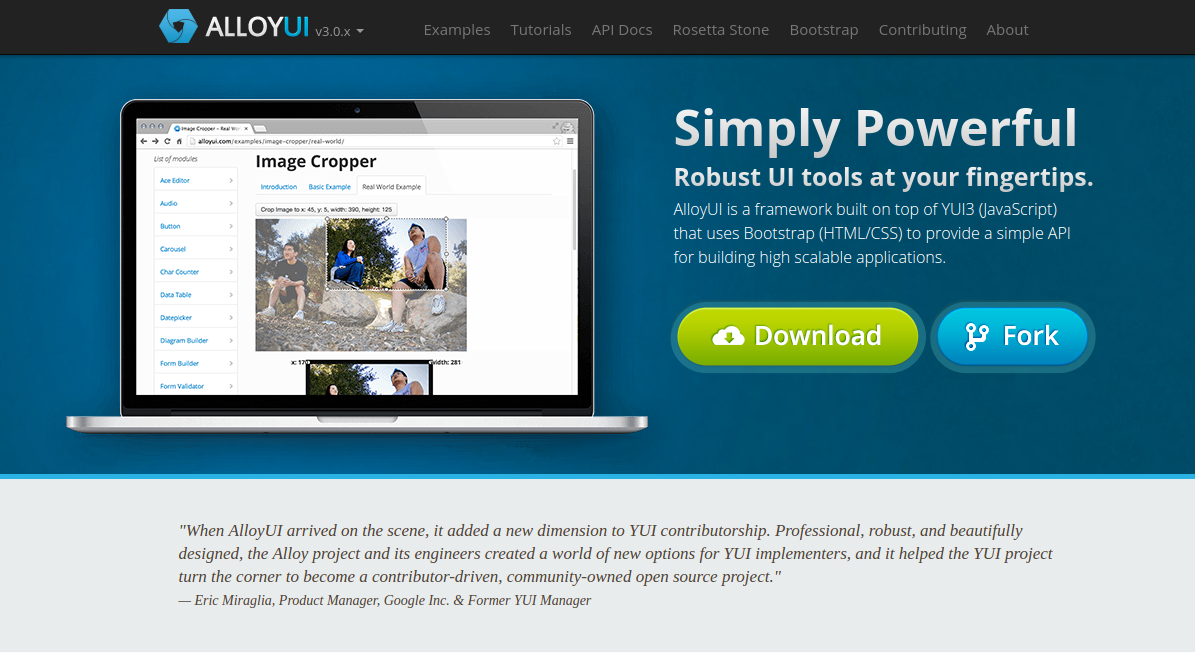 ALLOYUI v3.0.x
Examples
Tutorials
API Docs
Rosetta Stone
Bootstrap
Contributing
About
Image Cropper - Real Wor
alloyui.com/examples/image-cropper/real-world/
List of modules
Ace Editor
Audio
Button
Carousel
Char Counter
Data Table
Datepicker
Diagram Builder
Form Builder
Form Validator
Image Cropper
Introduction
Basic Example
Real World Example
Crop Image to x: 45, y: 5, width: 390, height: 125
x: 17
width: 281
Simply Powerful
Robust UI tools at your fingertips.
AlloyUI is a framework built on top of YUI3 (JavaScript)
that uses Bootstrap (HTML/CSS) to provide a simple API
for building high scalable applications.
Download
Fork
"When AlloyUI arrived on the scene, it added a new dimension to YUI contributorship. Professional, robust, and beautifully
designed, the Alloy project and its engineers created a world of new options for YUI implementers, and it helped the YUI project
turn the corner to become a contributor-driven, community-owned open source project."
— Eric Miraglia, Product Manager, Google Inc. & Former YUI Manager